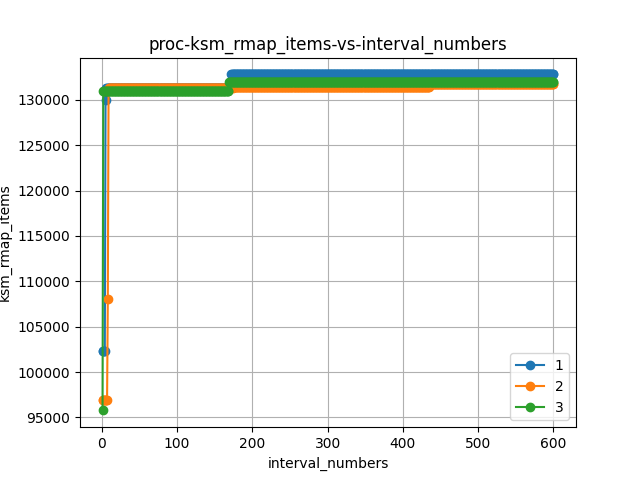 proc-ksm_rmap_items-vs-interval_numbers
130000
125000
120000
115000
110000
105000
100000
95000
ksm_rmap_items
0 100 200 300 400 500 600
interval_numbers
1
2
3